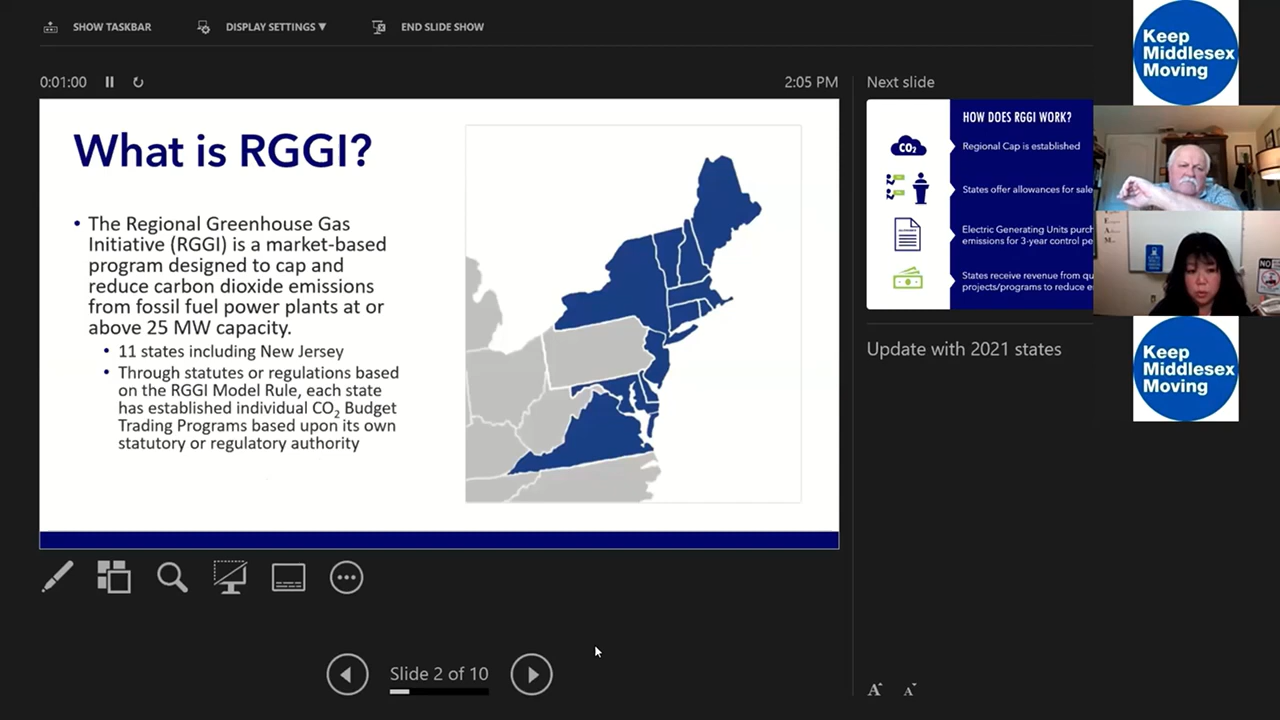 SHOW TASKBAR
DISPLAY SETTINGS ▼
END SLIDE SHOW
0:01:00
2:05 PM
What is RGGI?
• The Regional Greenhouse Gas
Initiative (RGGI) is a market-based
program designed to cap and
reduce carbon dioxide emissions
from fossil fuel power plants at or
above 25 MW capacity.
• 11 states including New Jersey
• Through statutes or regulations based
on the RGGI Model Rule, each state
has established individual CO₂ Budget
Trading Programs based upon its own
statutory or regulatory authority
Slide 2 of 10
Next slide
HOW DOES RGGI WORK?
CO₂
Regional Cap is established
States offer allowances for sale
Electric Generating Units purch
emissions for 3-year control pe
States receive revenue from qu
projects/programs to reduce e
Update with 2021 states
A
A
Keep
Middlesex
Moving
NO
Keep
Middlesex
Moving